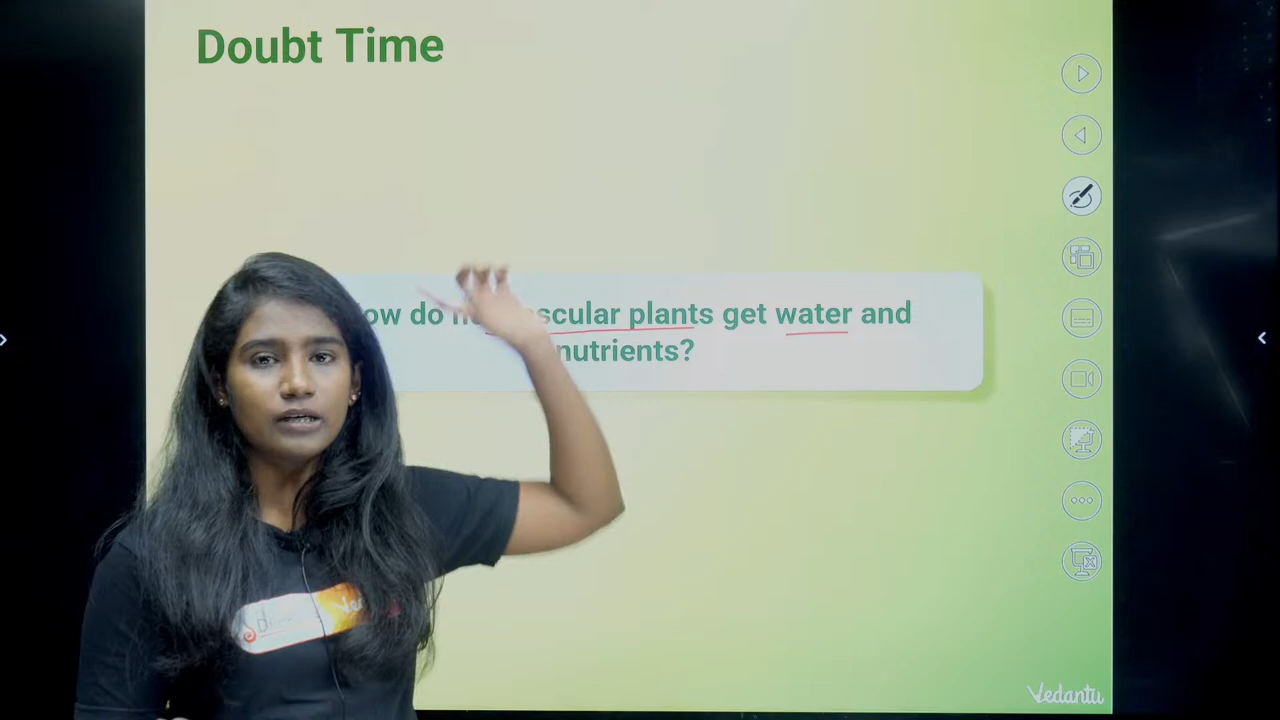 Doubt Time
ow do scular plants get water and
nutrients?
Vedantu